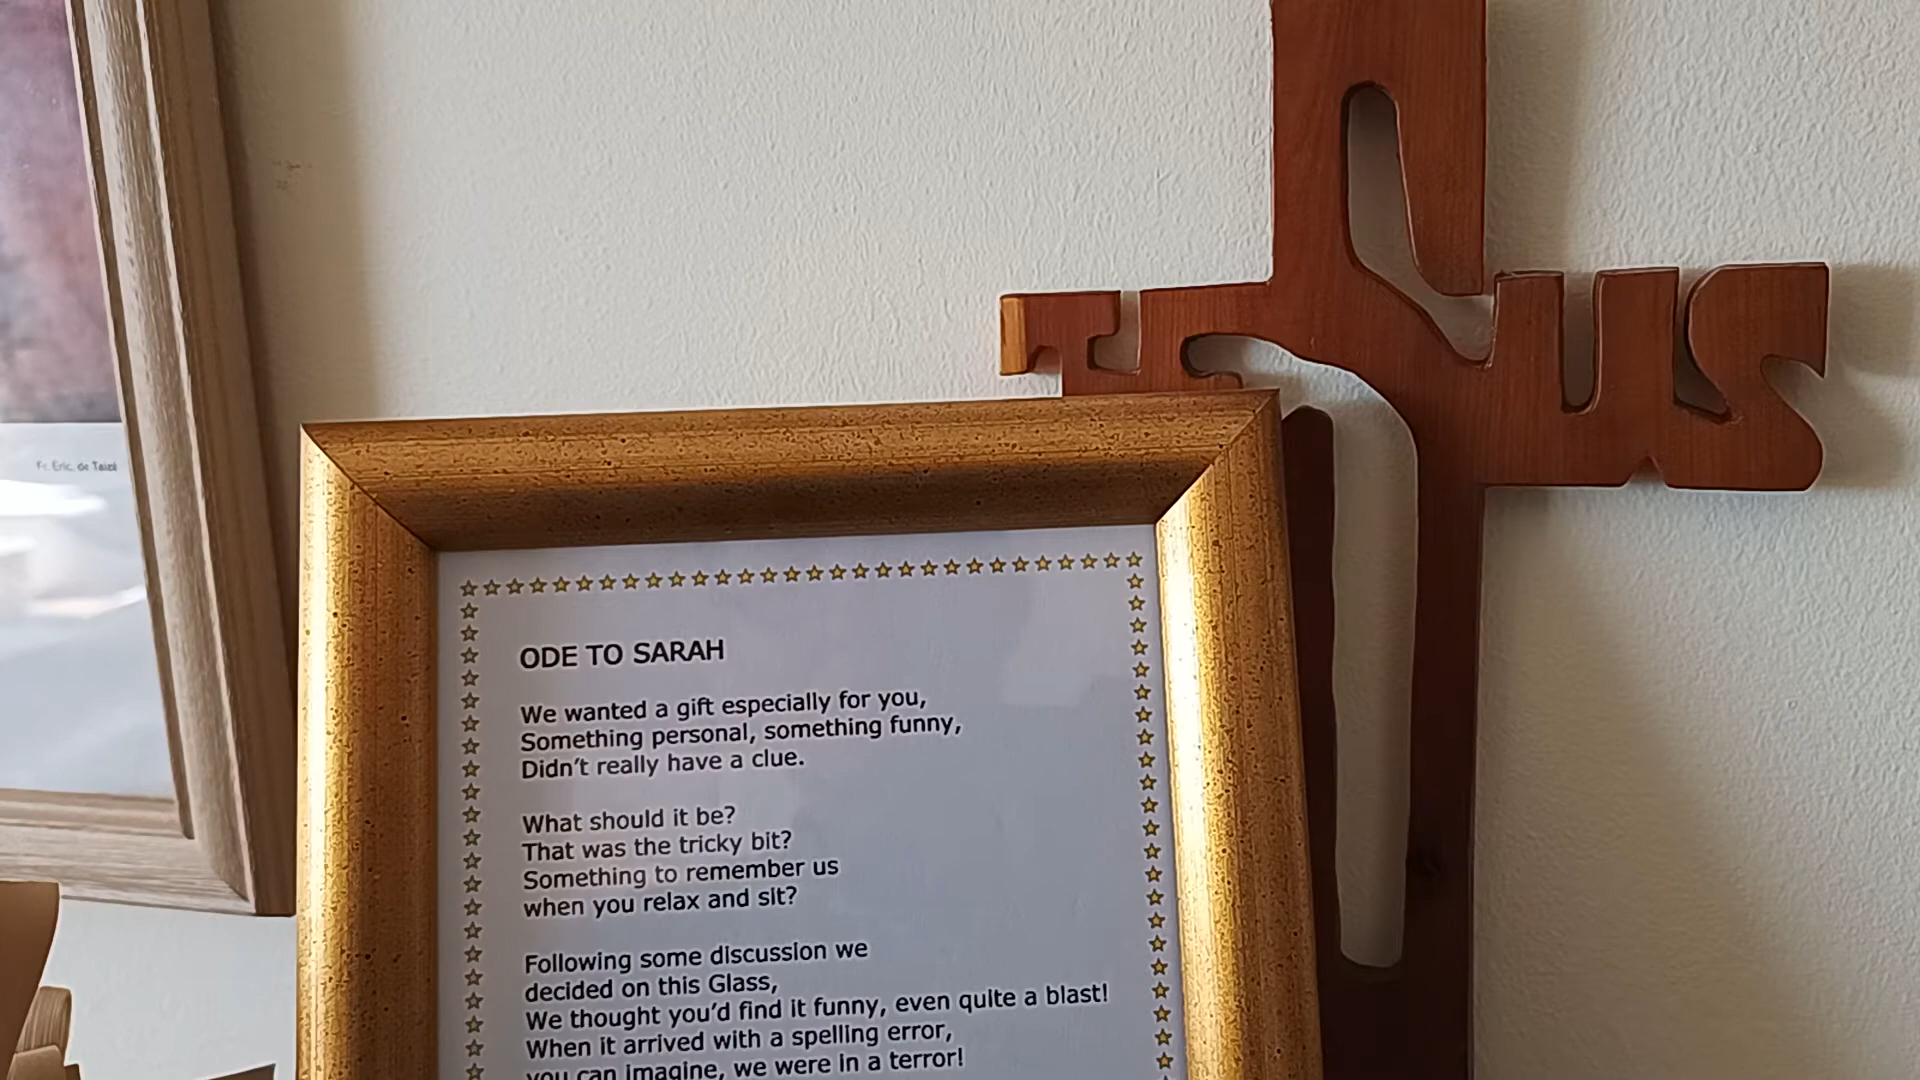 Fr. Eric, de Taizé
Jesus
ODE TO SARAH
We wanted a gift especially for you,
Something personal, something funny,
Didn't really have a clue.
What should it be?
That was the tricky bit?
Something to remember us
when you relax and sit?
Following some discussion we
decided on this Glass,
We thought you'd find it funny, even quite a blast!
When it arrived with a spelling error,
you can imagine, we were in a terror!